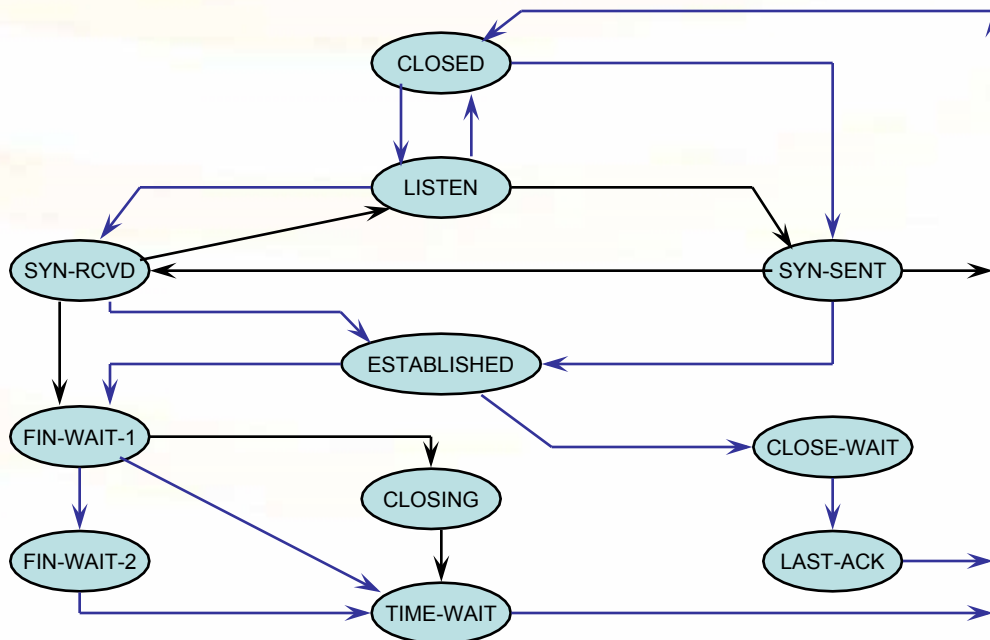 CLOSED
LISTEN
SYN-RCVD
SYN-SENT
ESTABLISHED
FIN-WAIT-1
CLOSE-WAIT
CLOSING
FIN-WAIT-2
LAST-ACK
TIME-WAIT